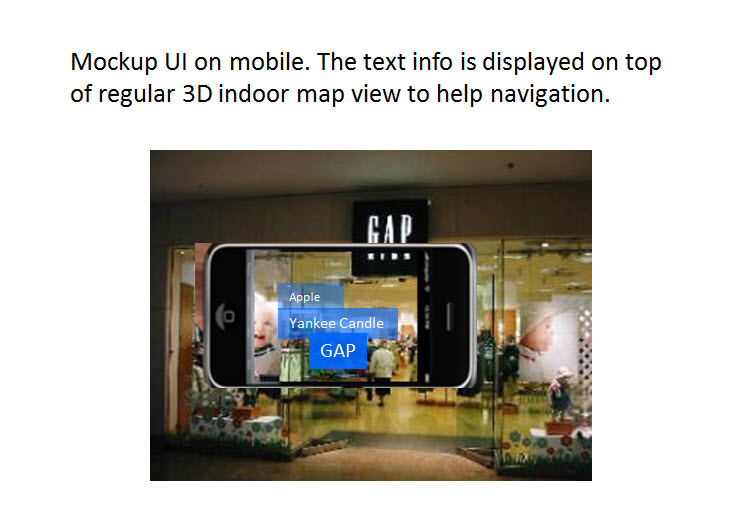 Mockup UI on mobile. The text info is displayed on top
of regular 3D indoor map view to help navigation.
GAP
KIDS
Apple
Yankee Candle
GAP